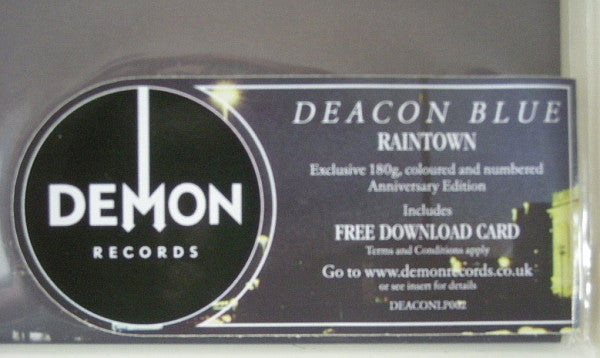 DEMON
RECORDS
DEACON BLUE
RAINTOWN
Exclusive 180g, coloured and numbered
Anniversary Edition
Includes
FREE DOWNLOAD CARD
Terms and Conditions apply
Go to www.demonrecords.co.uk
or see insert for details
DEACONLP002